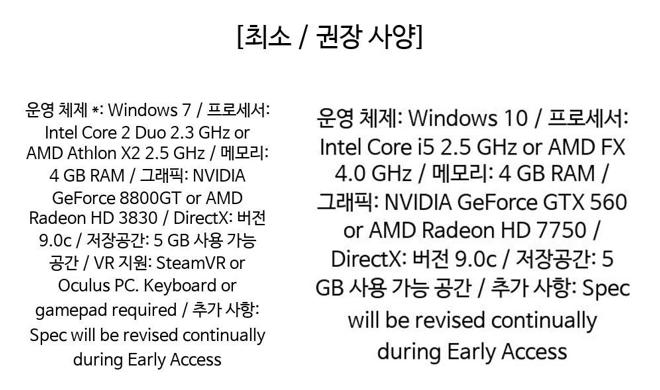 [최소 / 권장 사양]
운영 체제 *: Windows 7 / 프로세서:
Intel Core 2 Duo 2.3 GHz or
AMD Athlon X2 2.5 GHz / 메모리:
4 GB RAM / 그래픽: NVIDIA
GeForce 8800GT or AMD
Radeon HD 3830 / DirectX: 버전
9.0c / 저장공간: 5 GB 사용 가능
공간 / VR 지원: SteamVR or
Oculus PC. Keyboard or
gamepad required / 추가 사항:
Spec will be revised continually
during Early Access
운영 체제: Windows 10 / 프로세서:
Intel Core i5 2.5 GHz or AMD FX
4.0 GHz / 메모리: 4 GB RAM /
그래픽: NVIDIA GeForce GTX 560
or AMD Radeon HD 7750 /
DirectX: 버전 9.0c / 저장공간: 5
GB 사용 가능 공간 / 추가 사항: Spec
will be revised continually
during Early Access